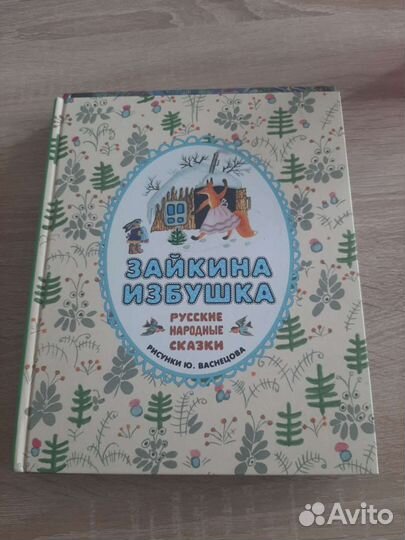 ЗАЙКИНА
ИЗБУШКА
РУССКИЕ
НАРОДНЫЕ
СКАЗКИ
РИСУНКИ Ю. ВАСНЕЦОВА
Avito